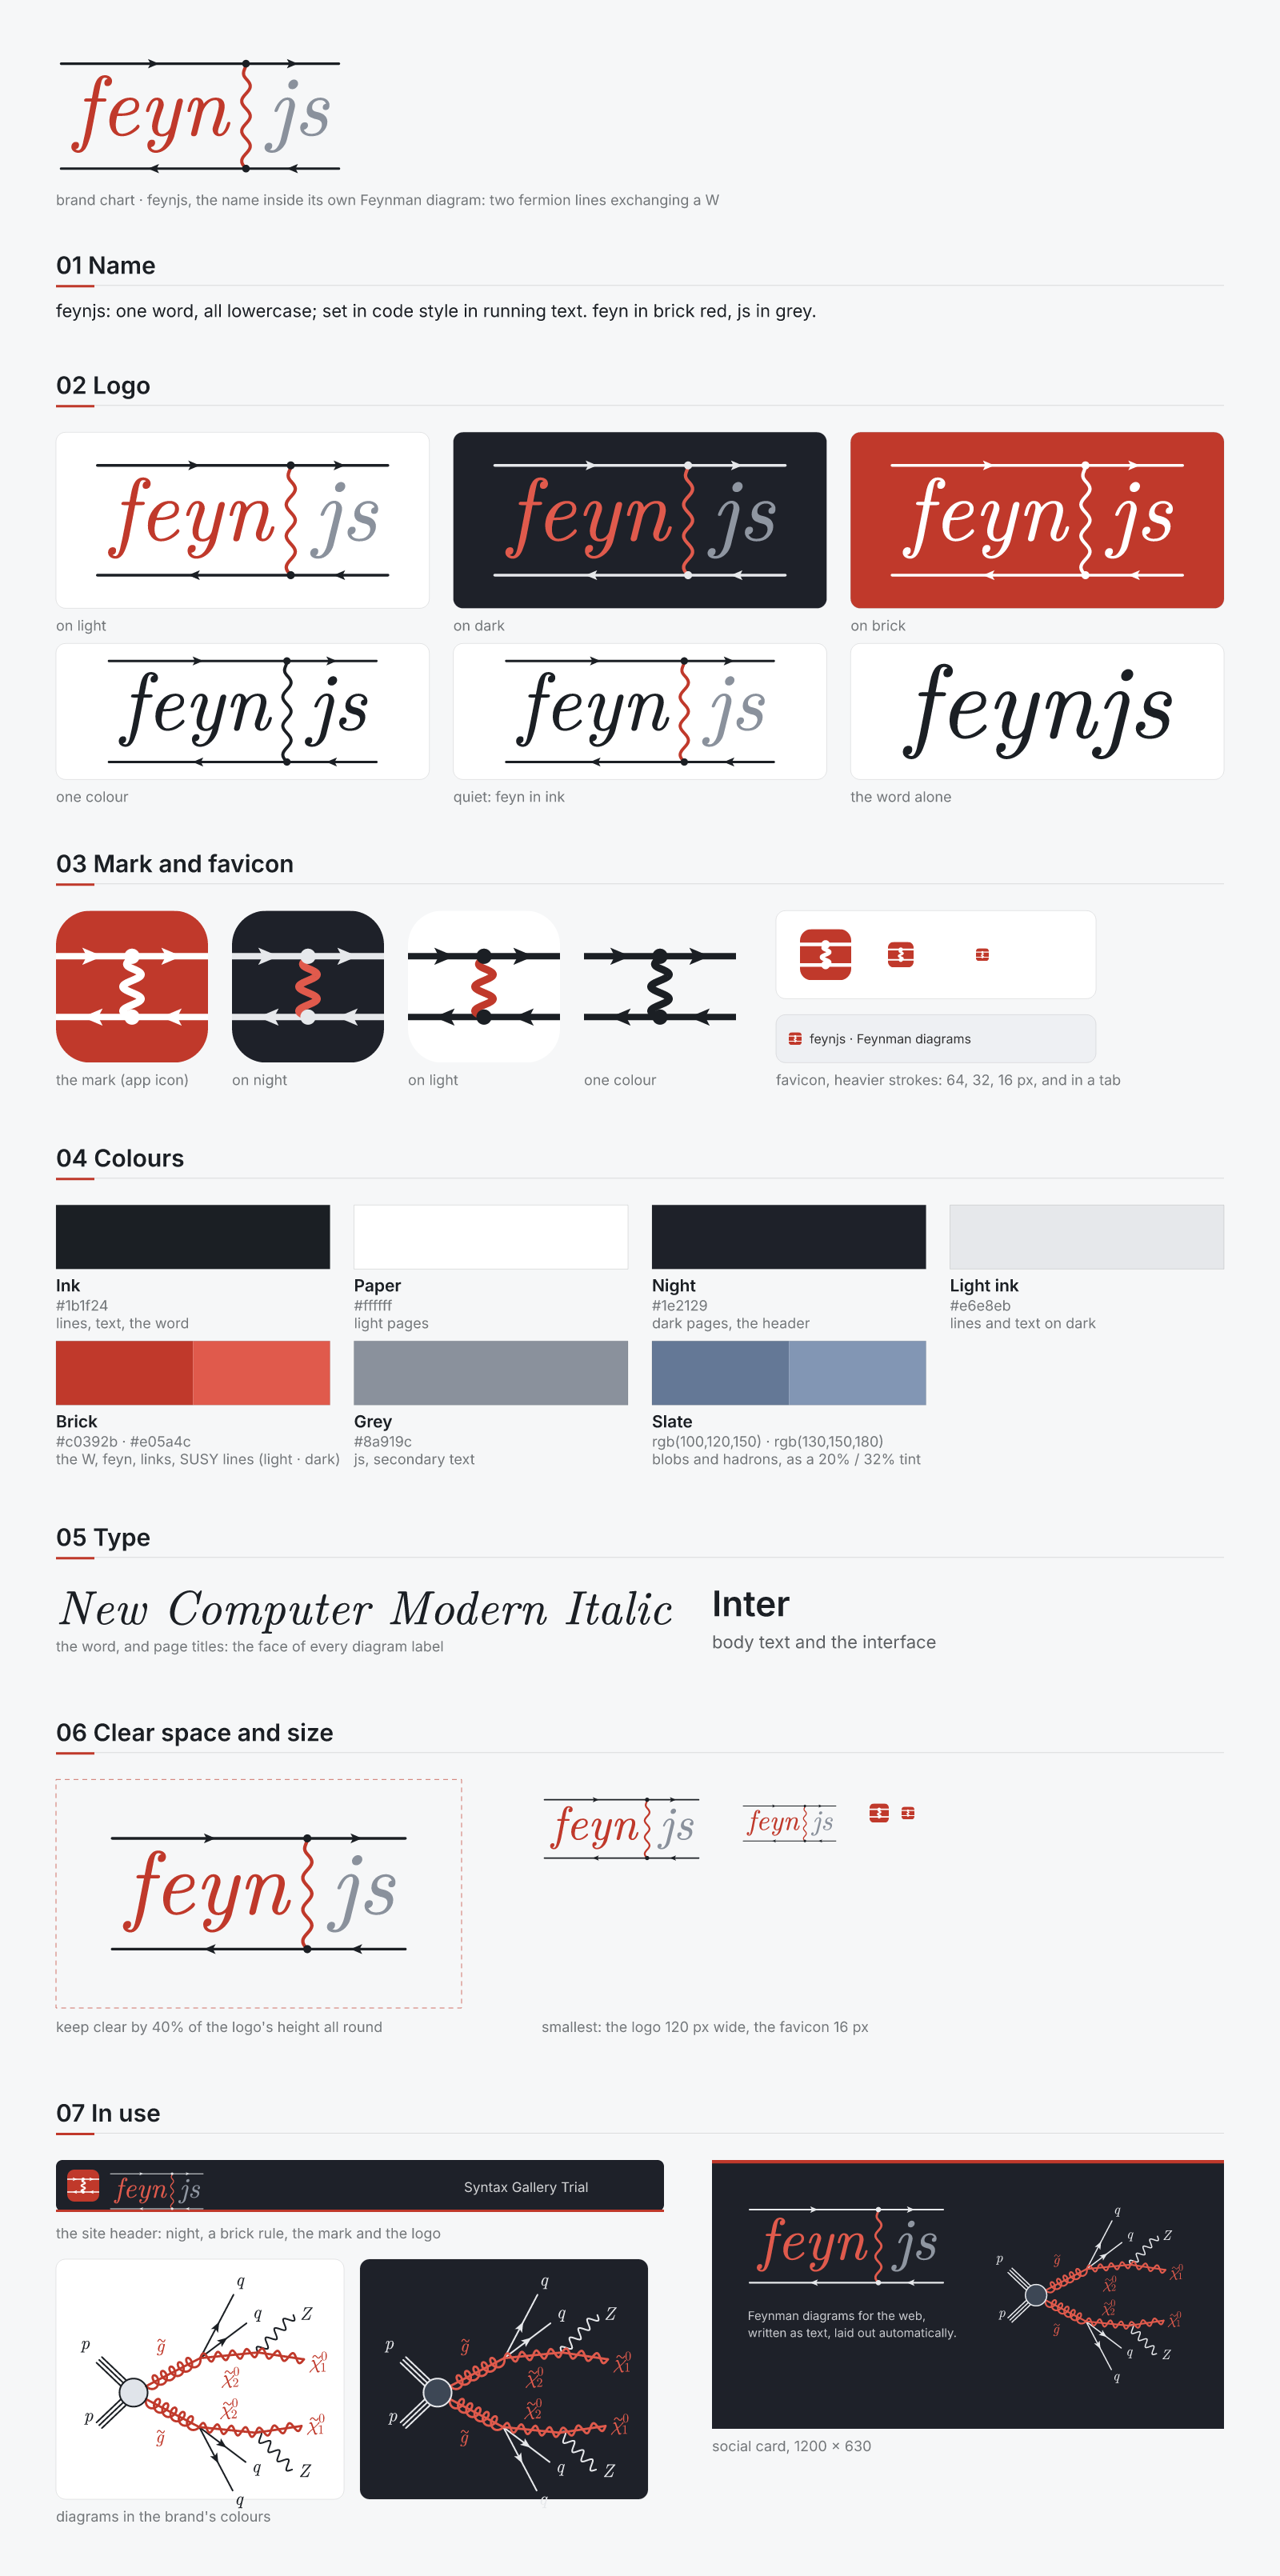 feyn js
brand chart · feynjs, the name inside its own Feynman diagram: two fermion lines exchanging a W
01 Name
feynjs: one word, all lowercase; set in code style in running text. feyn in brick red, js in grey.
02 Logo
feyn js
feyn js
feyn js
on light
on dark
on brick
feyn js
feyn js
feynjs
one colour
quiet: feyn in ink
the word alone
03 Mark and favicon
feynjs · Feynman diagrams
the mark (app icon)
on night
on light
one colour
favicon, heavier strokes: 64, 32, 16 px, and in a tab
04 Colours
Ink
#1b1f24
lines, text, the word
Paper
#ffffff
light pages
Night
#1e2129
dark pages, the header
Light ink
#e6e8eb
lines and text on dark
Brick
#c0392b · #e05a4c
the W, feyn, links, SUSY lines (light · dark)
Grey
#8a919c
js, secondary text
Slate
rgb(100,120,150) · rgb(130,150,180)
blobs and hadrons, as a 20% / 32% tint
05 Type
New Computer Modern Italic
the word, and page titles: the face of every diagram label
Inter
body text and the interface
06 Clear space and size
feyn js
feyn js
feyn js
keep clear by 40% of the logo's height all round
smallest: the logo 120 px wide, the favicon 16 px
07 In use
feyn js
Syntax Gallery Trial
the site header: night, a brick rule, the mark and the logo
q
q
Z
p
g̃
χ̃⁰₁
χ̃⁰₂
χ̃⁰₂
p
g̃
χ̃⁰₁
q
Z
q
q
q
Z
p
g̃
χ̃⁰₁
χ̃⁰₂
χ̃⁰₂
p
g̃
χ̃⁰₁
q
Z
q
diagrams in the brand's colours
feyn js
Feynman diagrams for the web,
written as text, laid out automatically.
q
q
Z
p
g̃
χ̃⁰₁
χ̃⁰₂
χ̃⁰₂
p
g̃
χ̃⁰₁
q
Z
q
social card, 1200 × 630